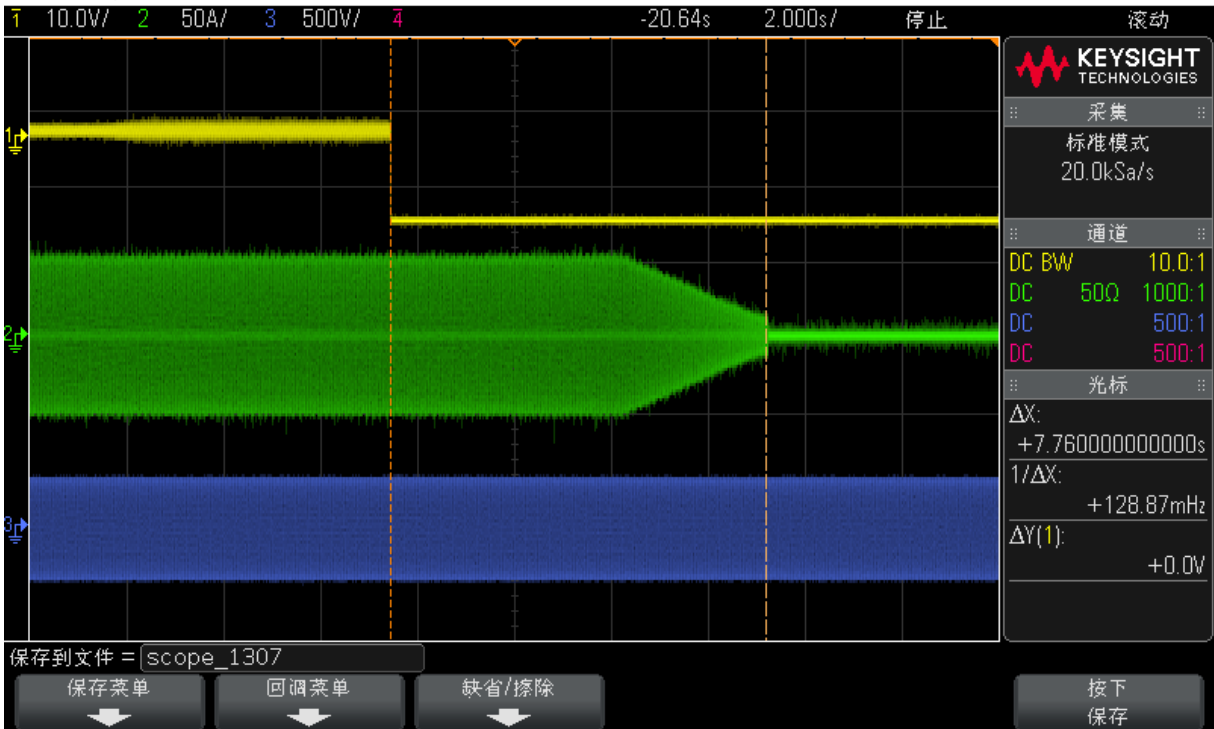 1 10.0V/ 2 50A/ 3 500V/ 4 -20.64s 2.000s/ 停止 滚动
KEYSIGHT
TECHNOLOGIES
采集
标准模式
20.0kSa/s
通道
DC BW 10.0:1
DC 50Ω 1000:1
DC 500:1
DC 500:1
光标
ΔX:
+7.760000000000s
1/ΔX:
+128.87mHz
ΔY(1):
+0.0V
1
2
3
保存到文件 = scope_1307
保存菜单 回调菜单 缺省/擦除 按下
保存